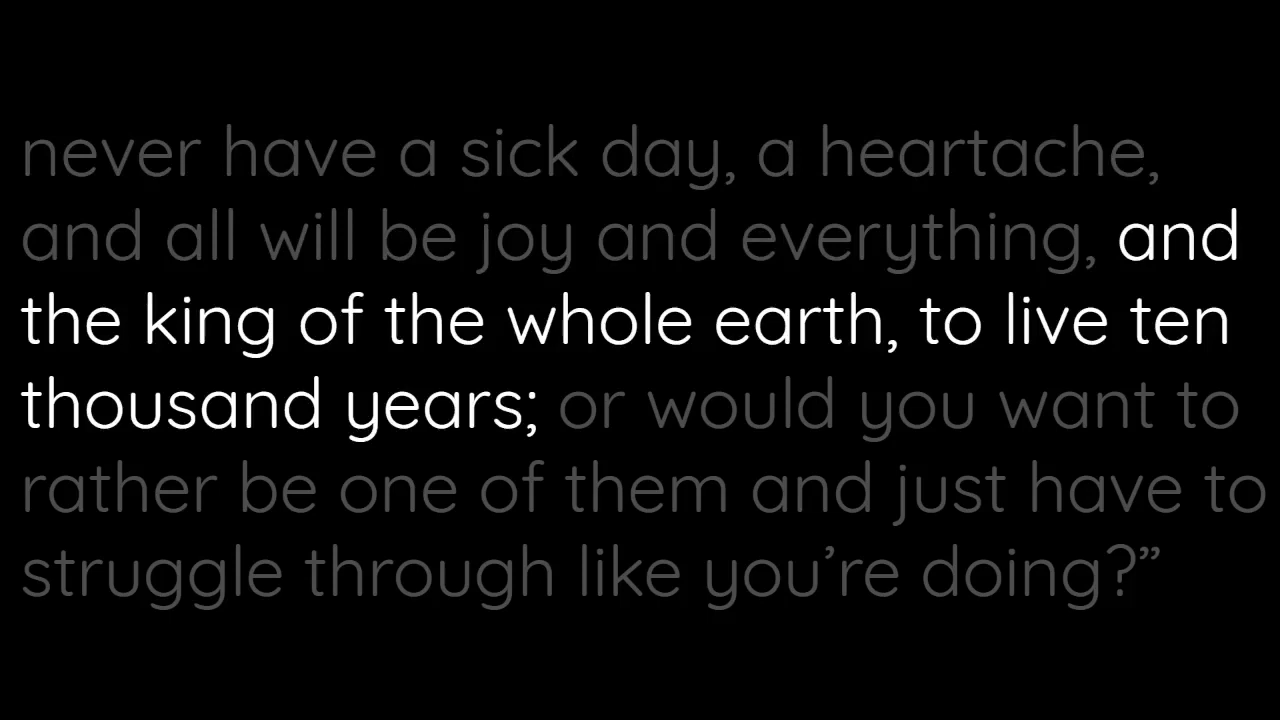 never have a sick day, a heartache,
and all will be joy and everything, and
the king of the whole earth, to live ten
thousand years; or would you want to
rather be one of them and just have to
struggle through like you’re doing?”